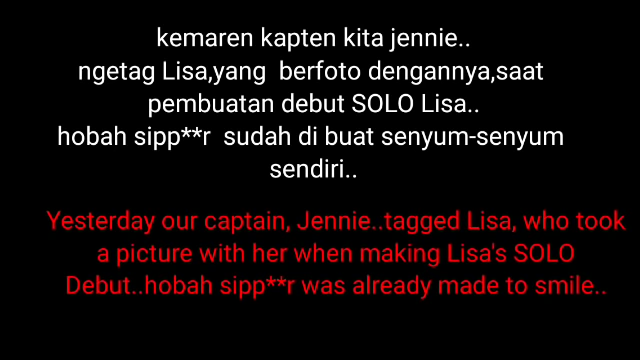 kemaren kapten kita jennie..
ngetag Lisa,yang  berfoto dengannya,saat
pembuatan debut SOLO Lisa..
hobah sipp**r  sudah di buat senyum-senyum
sendiri..
Yesterday our captain, Jennie..tagged Lisa, who took
a picture with her when making Lisa's SOLO
Debut..hobah sipp**r was already made to smile..